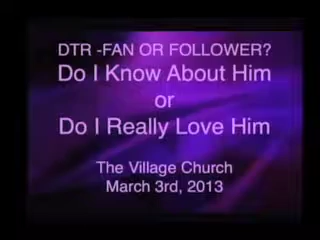 DTR -FAN OR FOLLOWER?
Do I Know About Him
or
Do I Really Love Him
The Village Church
March 3rd, 2013